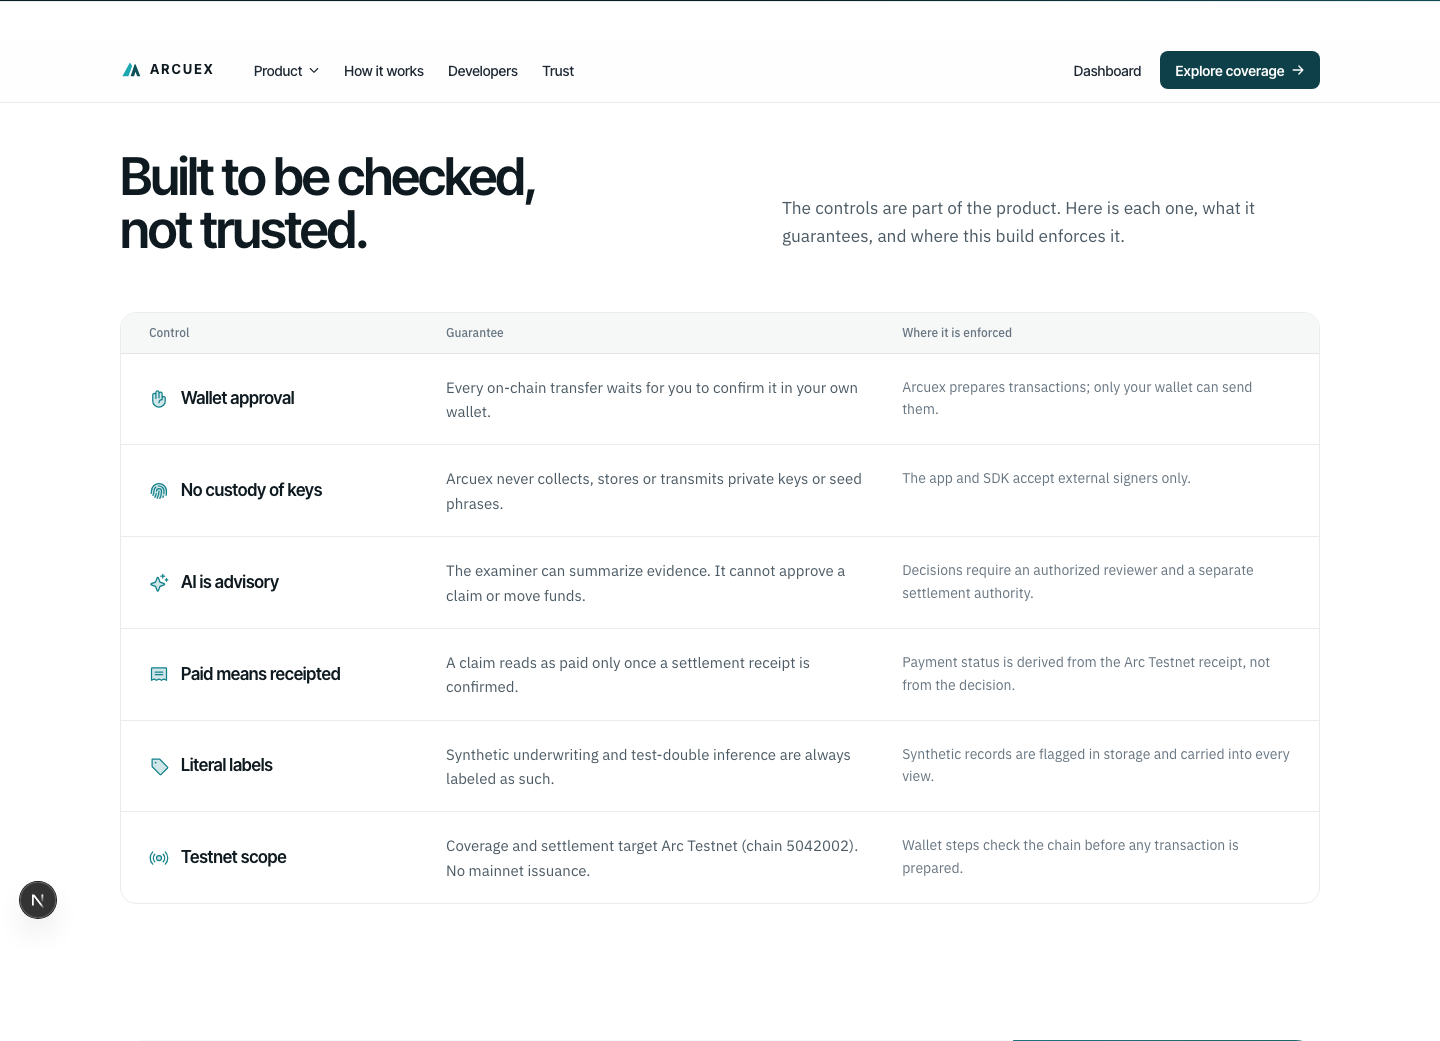 ARCUEX
Product
How it works
Developers
Trust
Dashboard
Explore coverage
Built to be checked,
not trusted.
The controls are part of the product. Here is each one, what it
guarantees, and where this build enforces it.
Control
Guarantee
Where it is enforced
Wallet approval
Every on-chain transfer waits for you to confirm it in your own
wallet.
Arcuex prepares transactions; only your wallet can send
them.
No custody of keys
Arcuex never collects, stores or transmits private keys or seed
phrases.
The app and SDK accept external signers only.
AI is advisory
The examiner can summarize evidence. It cannot approve a
claim or move funds.
Decisions require an authorized reviewer and a separate
settlement authority.
Paid means receipted
A claim reads as paid only once a settlement receipt is
confirmed.
Payment status is derived from the Arc Testnet receipt, not
from the decision.
Literal labels
Synthetic underwriting and test-double inference are always
labeled as such.
Synthetic records are flagged in storage and carried into every
view.
Testnet scope
Coverage and settlement target Arc Testnet (chain 5042002).
No mainnet issuance.
Wallet steps check the chain before any transaction is
prepared.
N